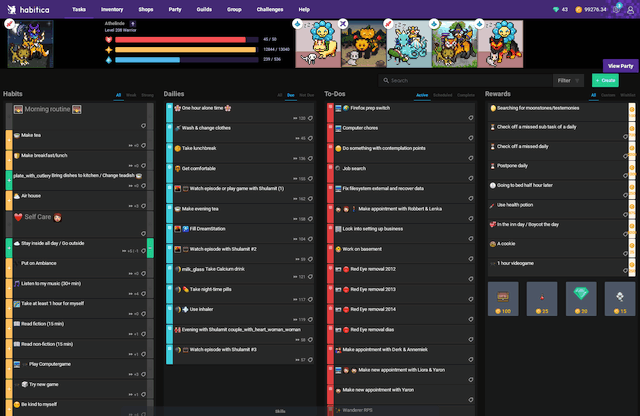 habitica
Tasks Inventory Shops Party Guilds Group Challenges Help
43
99276.34
Level 208 Warrior
45 / 50
239 / 536
View Party
Search
Filter
+ Create
Habits
All Weak Strong
Morning routine
Make tea
Make breakfast/lunch
plate_with_cutlery Bring dishes to kitchen / Change teadish
Air house
Self Care
Stay inside all day / Go outside
Put on Ambiance
Listen to my music (30+ min)
Take at least 1 hour for myself
Read fiction (15 min)
Read non-fiction (15 min)
Play Computergame
Try new game
Be kind to myself
Dailies
All Due Not Due
One hour alone time
Wash & change clothes
Take lunchbreak
Get comfortable
Watch episode or play game with Shulamit (1)
Make evening tea
Fill DreamStation
Watch episode with Shulamit #2
milk_glass Take Calcium drink
Take night-time pills
Use inhaler
Evening with Shulamit couple_with_heart_woman_woman
Watch episode with Shulamit #3
To-Dos
Active Scheduled Complete
Firefox prep switch
Computer chores
Do something with contemplation points
Job search
Fix filesystem external and recover data
Make appointment with Robbert & Lenka
Look into setting up business
Work on basement
Red Eye removal 2012
Red Eye removal 2013
Red Eye removal 2014
Red Eye removal dias
Make appointment with Derk & Annemiek
Make new appointment with Liora & Yaron
Make new appointment with Yaron
Wanderer RPG
Rewards
All Custom Wishlist
Searching for moonstones/testemonies
Check off a missed sub task of a daily
Check off a missed daily
Postpone daily
Going to bed half hour later
Use health potion
In the inn day / Boycot the day
A cookie
1 hour videogame
100
25
36
15
Skills